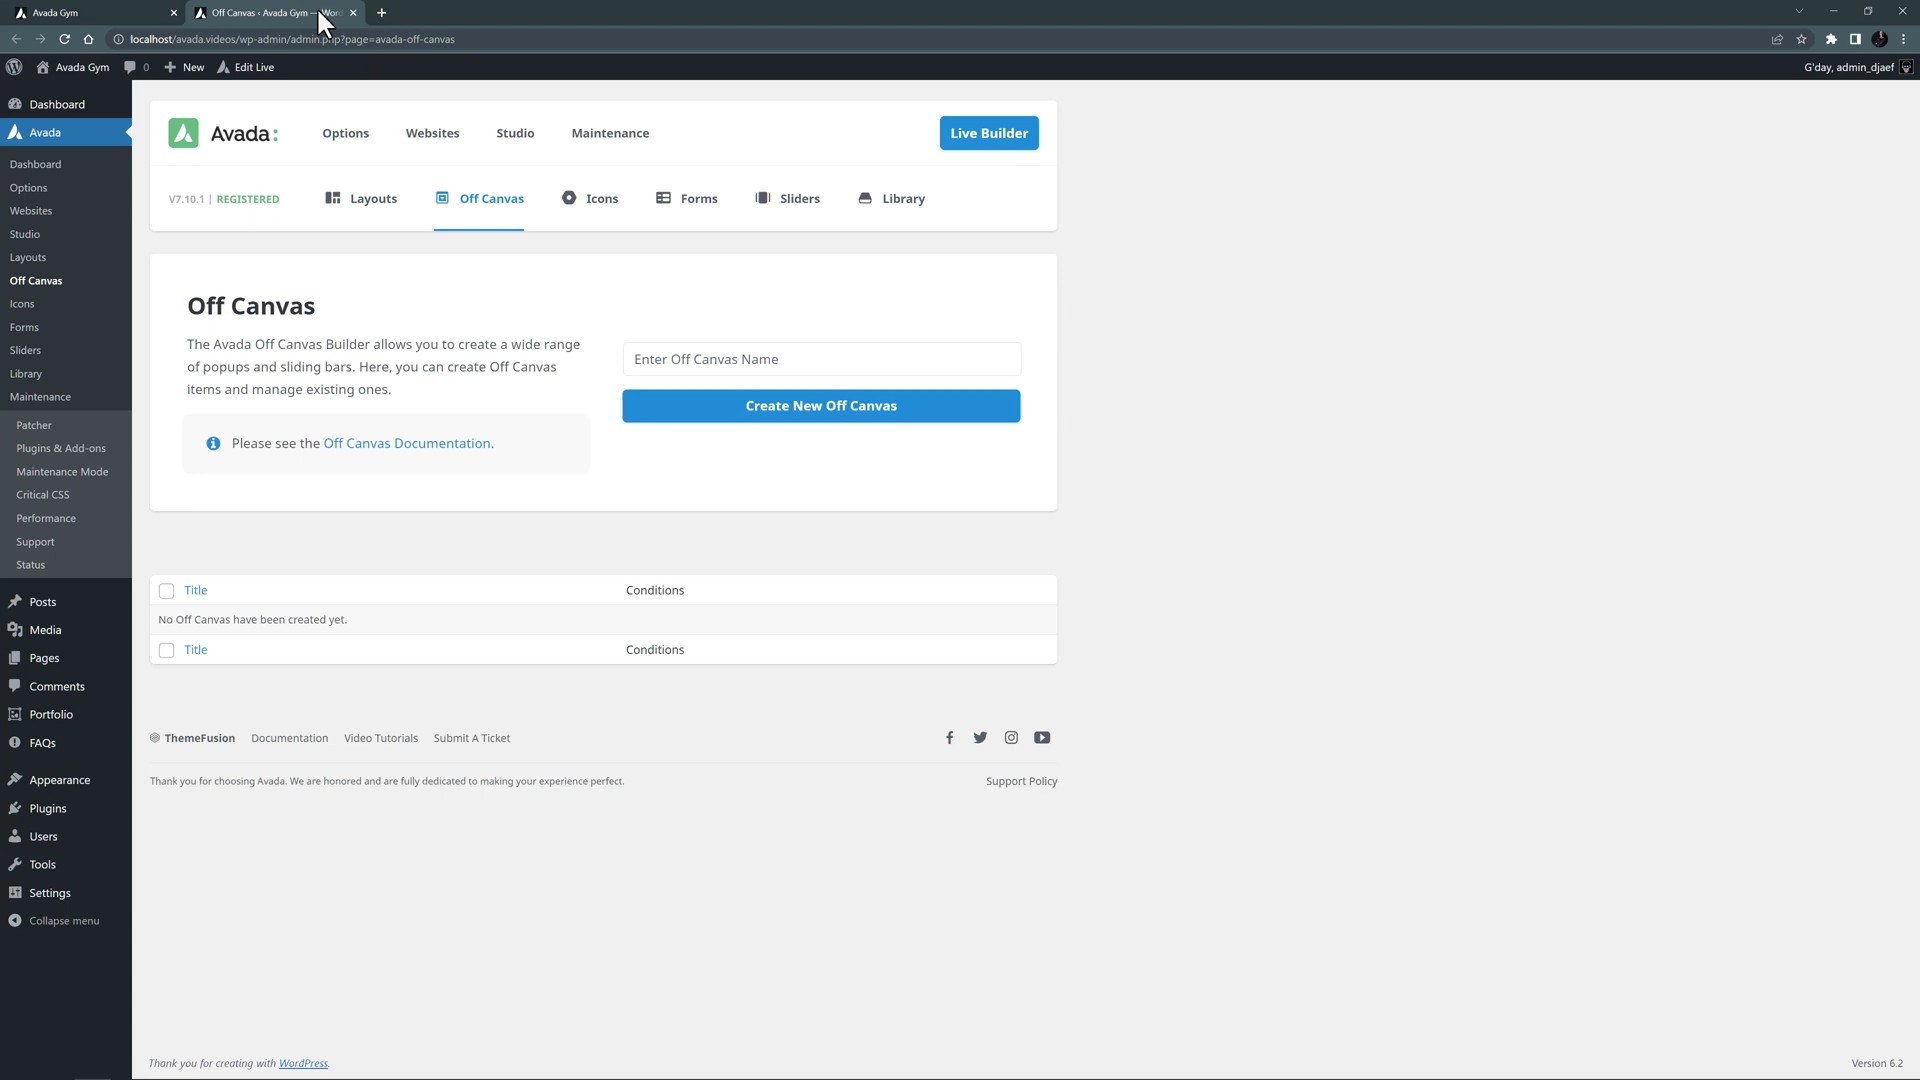 Avada Gym
Off Canvas ‹ Avada Gym — Word
localhost/avada.videos/wp-admin/admin.php?page=avada-off-canvas
Avada Gym
0
New
Edit Live
G'day, admin_djaef
Dashboard
Avada
Dashboard
Options
Websites
Studio
Layouts
Off Canvas
Icons
Forms
Sliders
Library
Maintenance
Patcher
Plugins & Add-ons
Maintenance Mode
Critical CSS
Performance
Support
Status
Posts
Media
Pages
Comments
Portfolio
FAQs
Appearance
Plugins
Users
Tools
Settings
Collapse menu
Avada:
Options
Websites
Studio
Maintenance
Live Builder
V7.10.1 | REGISTERED
Layouts
Off Canvas
Icons
Forms
Sliders
Library
Off Canvas
The Avada Off Canvas Builder allows you to create a wide range
of popups and sliding bars. Here, you can create Off Canvas
items and manage existing ones.
Please see the Off Canvas Documentation.
Enter Off Canvas Name
Create New Off Canvas
Title
Conditions
No Off Canvas have been created yet.
Title
Conditions
ThemeFusion
Documentation
Video Tutorials
Submit A Ticket
Thank you for choosing Avada. We are honored and are fully dedicated to making your experience perfect.
Support Policy
Thank you for creating with WordPress.
Version 6.2